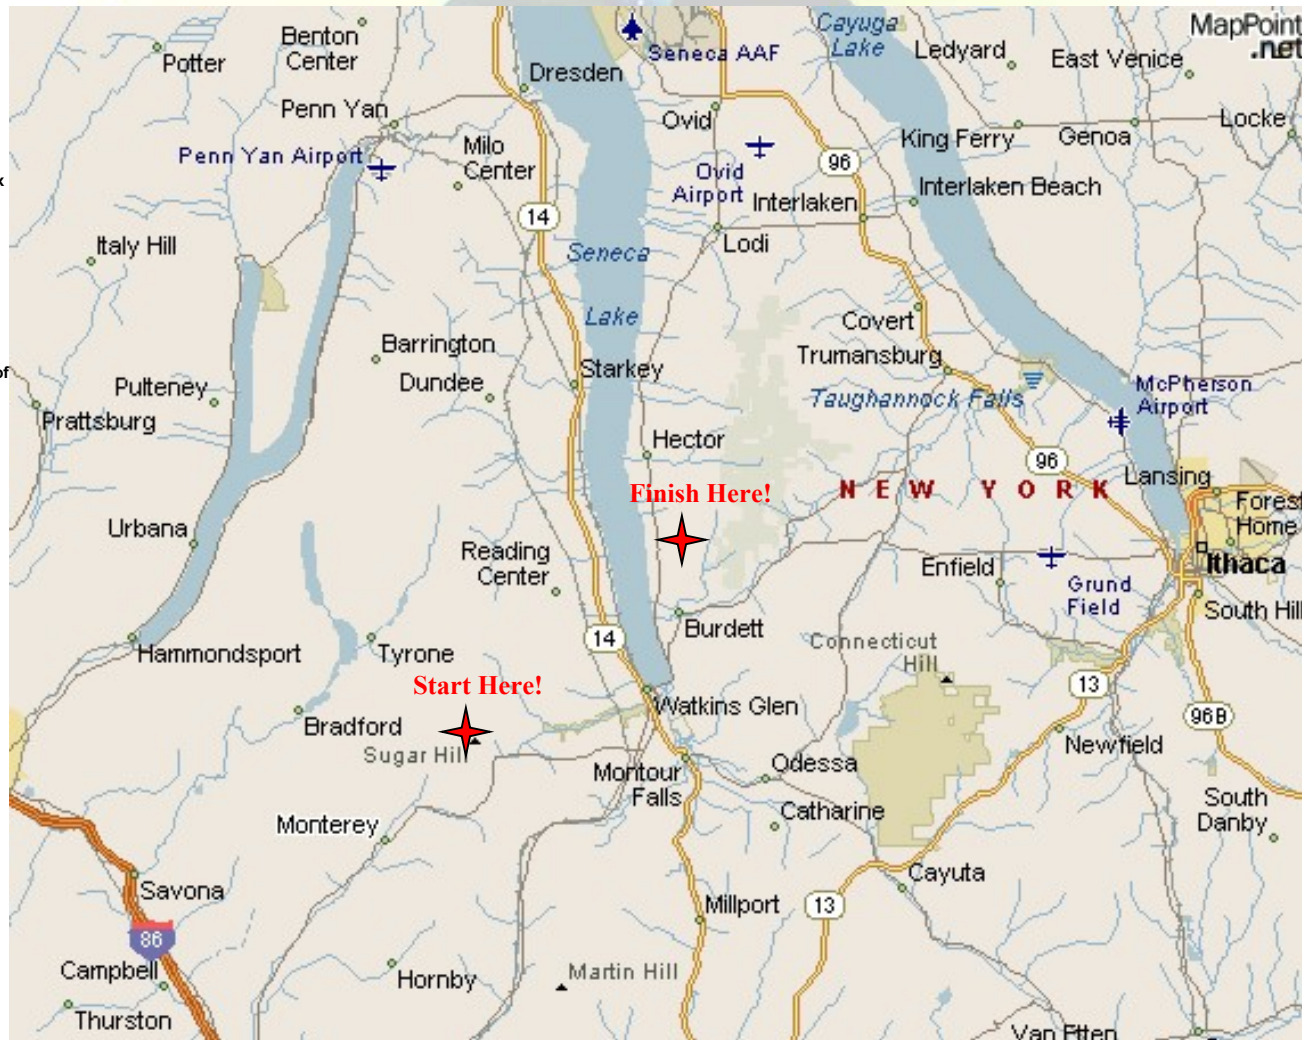 MapPoint
.net
Cayuga
Lake
Ledyard
East Venice
Benton
Center
Potter
Seneca AAF
Dresden
Penn Yan
Ovid
Locke
King Ferry
Genoa
Penn Yan Airport
Milo
Center
96
Ovid
Airport
Interlaken
Interlaken Beach
14
Italy Hill
Lodi
Seneca
Lake
Covert
Barrington
Trumansburg
Starkey
Dundee
Pulteney
of
Prattsburg
Taughannock Falls
McPherson
Airport
Hector
96
Lansing
NEW YORK
Finish Here!
Forest
Home
Urbana
Reading
Center
Enfield
Ithaca
Grund
Field
South Hill
Burdett
14
Connecticut
Hill
Hammondsport
Tyrone
Start Here!
13
Watkins Glen
96B
Bradford
Sugar Hill
Newfield
Montour
Falls
Odessa
South
Danby
Catharine
Monterey
Cayuta
Savona
Millport
13
86
Campbell
Hornby
Martin Hill
Thurston
Van Etten